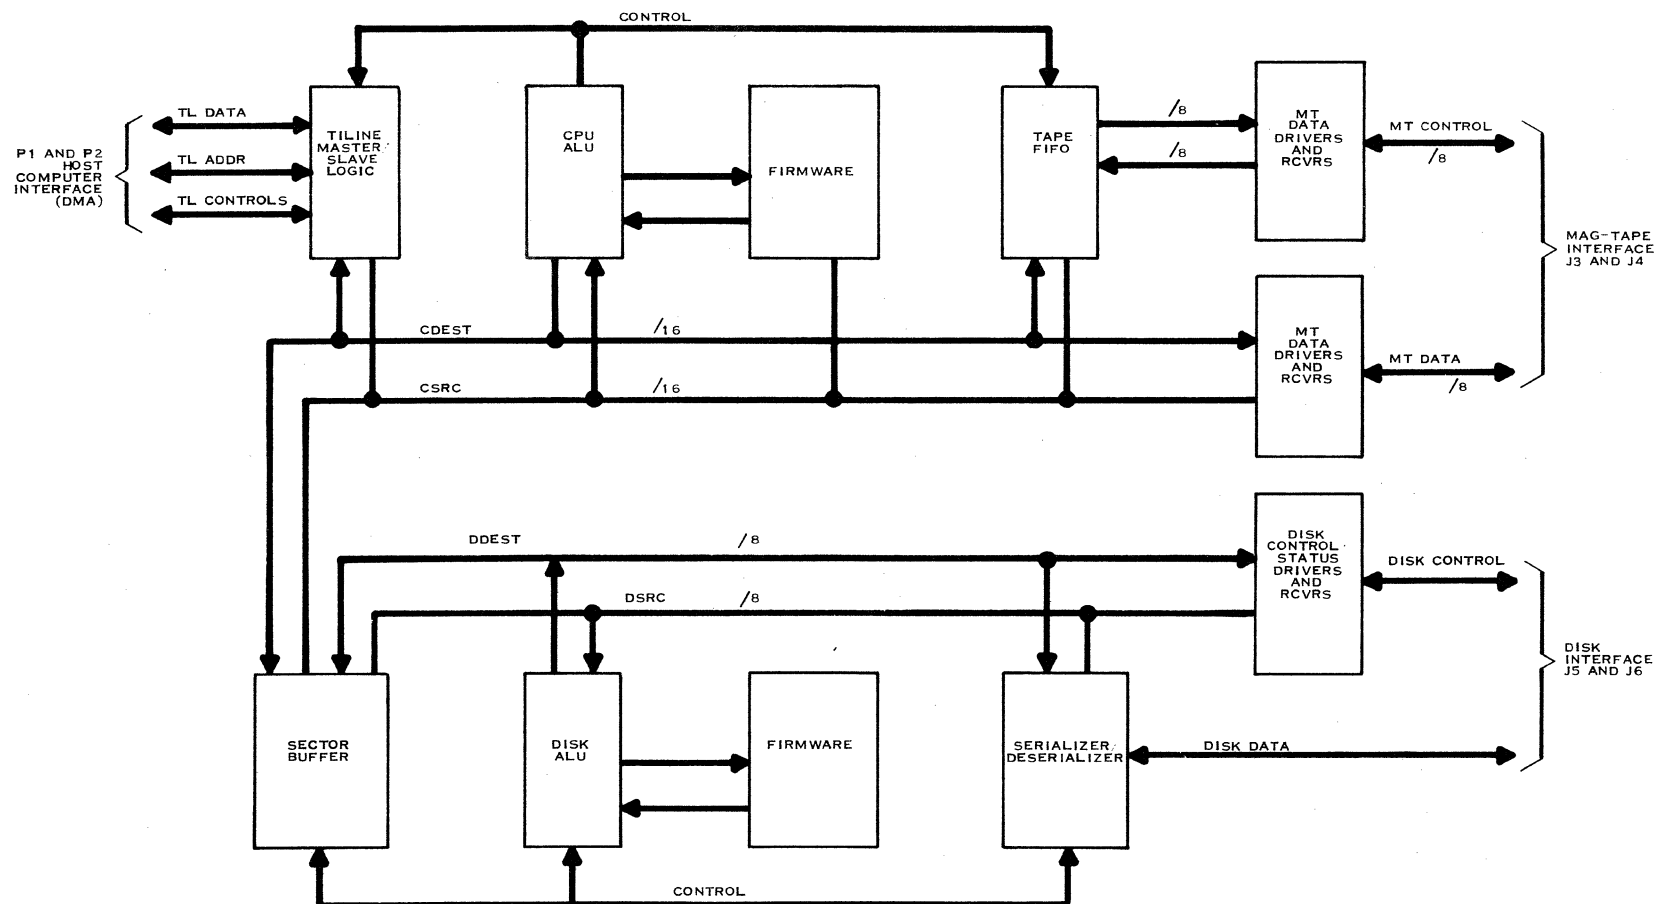 CONTROL
TL DATA
TL ADDR
TL CONTROLS
P1 AND P2
HOST
COMPUTER
INTERFACE
(DMA)
TILINE
MASTER/
SLAVE
LOGIC
CPU
ALU
FIRMWARE
TAPE
FIFO
/8
/8
MT
DATA
DRIVERS
AND
RCVRS
MT CONTROL
/8
MAG-TAPE
INTERFACE
J3 AND J4
CDEST
/16
CSRC
/16
MT
DATA
DRIVERS
AND
RCVRS
MT DATA
/8
DDEST
/8
DSRC
/8
DISK
CONTROL
STATUS
DRIVERS
AND
RCVRS
DISK CONTROL
DISK
INTERFACE
J5 AND J6
SECTOR
BUFFER
DISK
ALU
FIRMWARE
SERIALIZER/
DESERIALIZER
DISK DATA
CONTROL